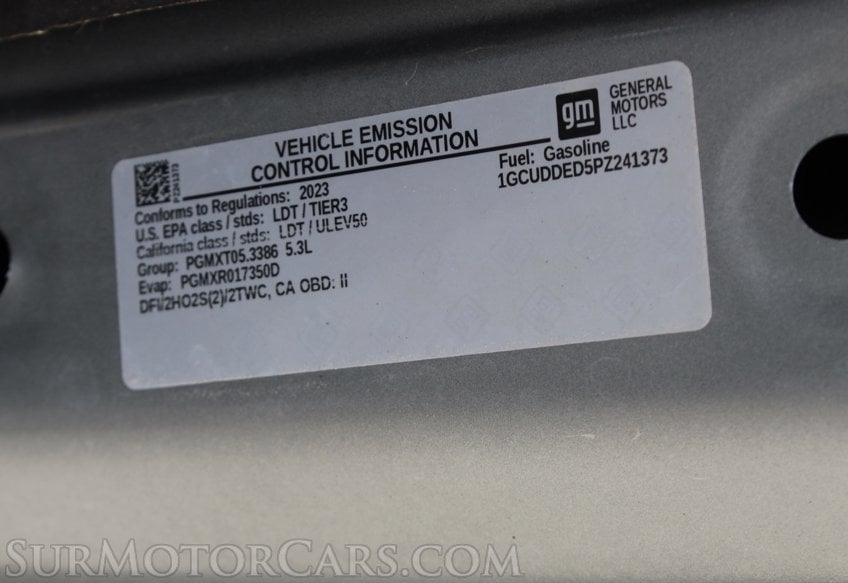 VEHICLE EMISSION
CONTROL INFORMATION
gm
GENERAL
MOTORS
LLC
PZ241373
Fuel: Gasoline
1GCUDDED5PZ241373
Conforms to Regulations: 2023
U.S. EPA class / stds: LDT / TIER3
California class / stds: LDT / ULEV50
Group: PGMXT05.3386 5.3L
Evap: PGMXR017350D
DFI/2HO2S(2)/2TWC, CA OBD: II
SURMOTORCARS.COM